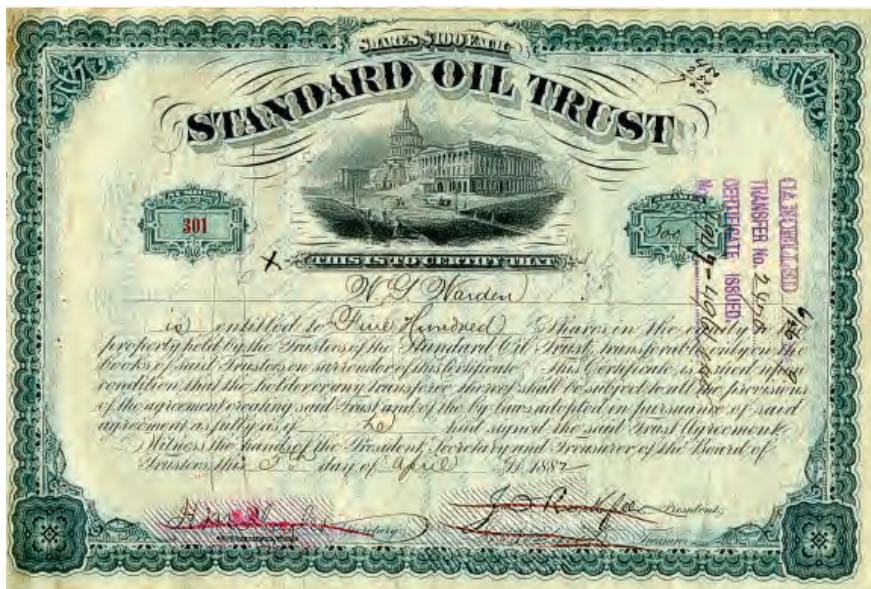 SHARES $100 EACH
STANDARD OIL TRUST
301
500
CANCELLED
TRANSFER No.
CERTIFICATE ISSUED
No.
THIS IS TO CERTIFY THAT
W. G. Warden
is entitled to Five Hundred Shares in the equity to the
property held by the Trustees of the Standard Oil Trust, transferable only on the
books of said Trustees on surrender of this Certificate. This Certificate is issued upon
condition that the holder or any transferee thereof shall be subject to all the provisions
of the agreement creating said Trust and of the by-laws adopted in pursuance of said
agreement as fully as if he had signed the said Trust Agreement.
Witness the hands of the President, Secretary and Treasurer of the Board of
Trustees, this day of April 1882
Secretary President
Treasurer